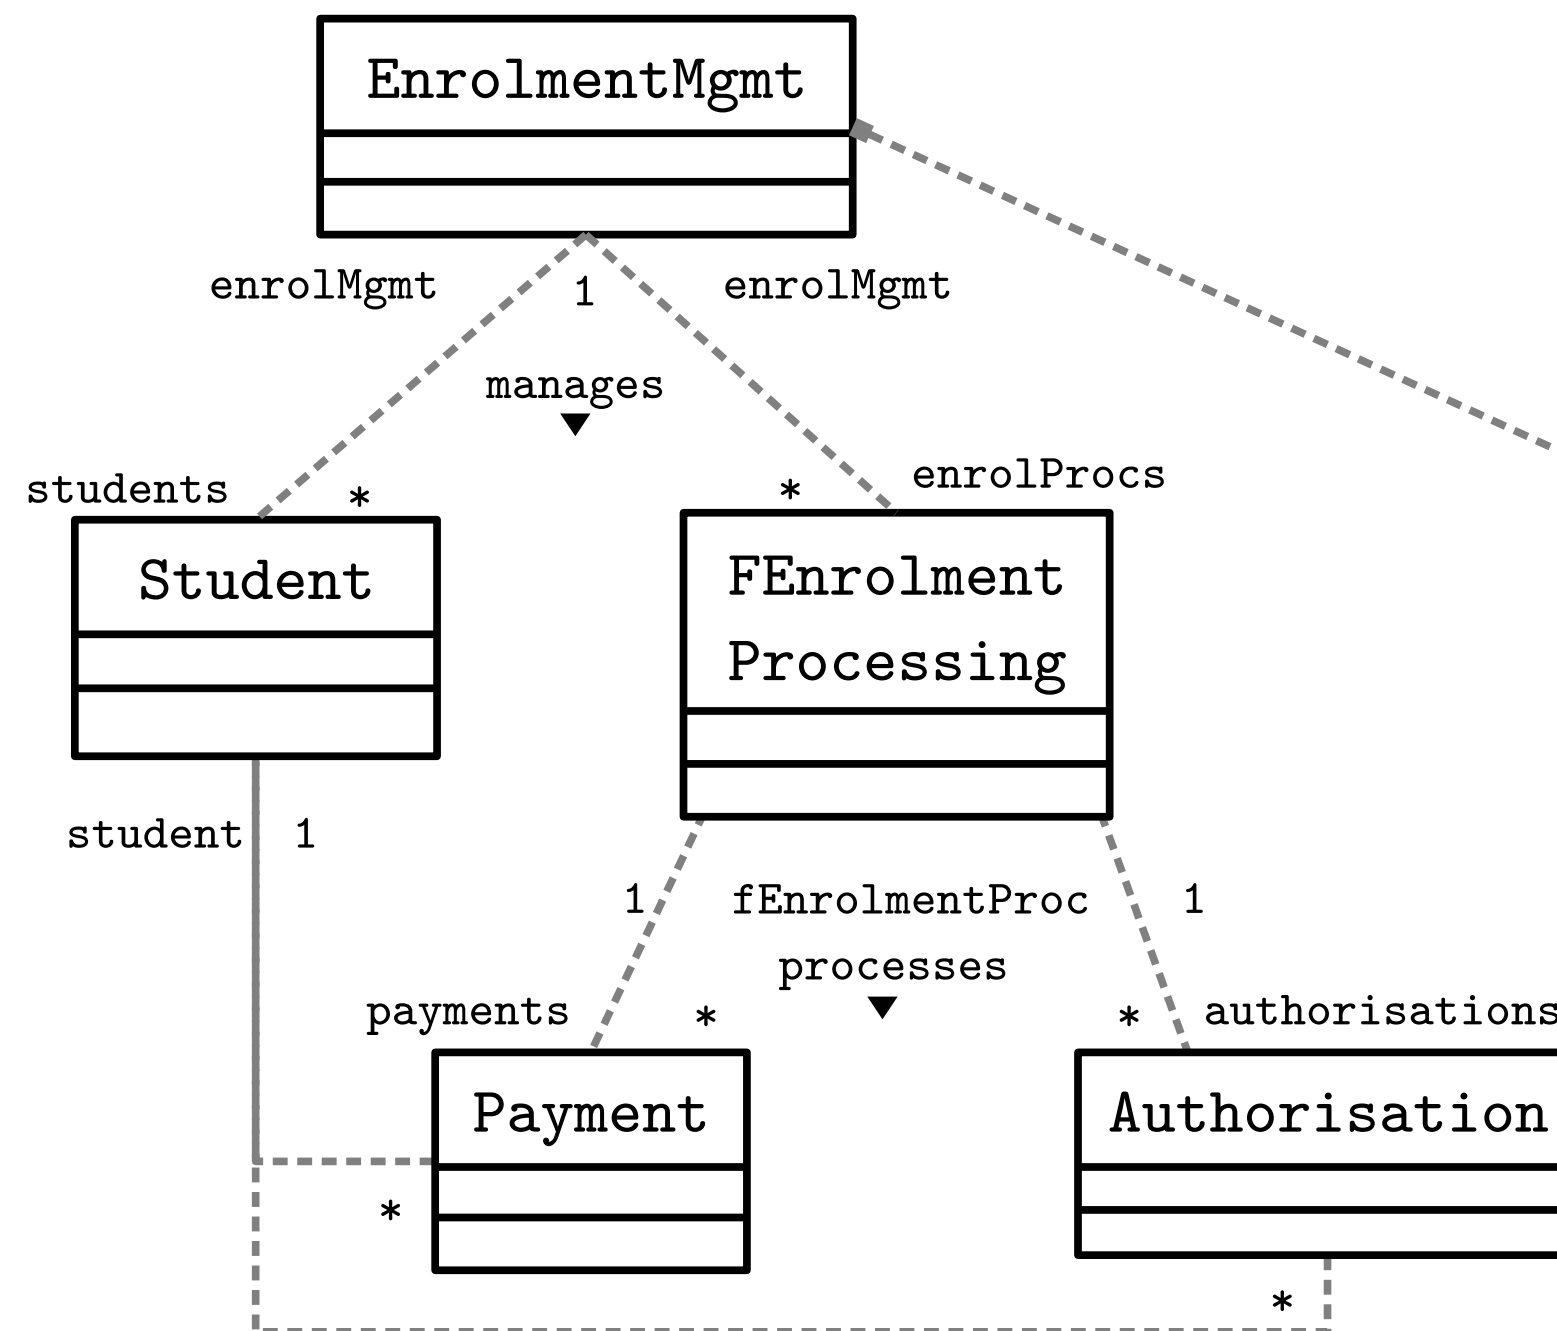 EnrolmentMgmt
enrolMgmt
1
enrolMgmt
manages
students
*
*
enrolProcs
Student
FEnrolment
Processing
student
1
1
fEnrolmentProc
1
processes
payments
*
*
authorisations
Payment
Authorisation
*
*